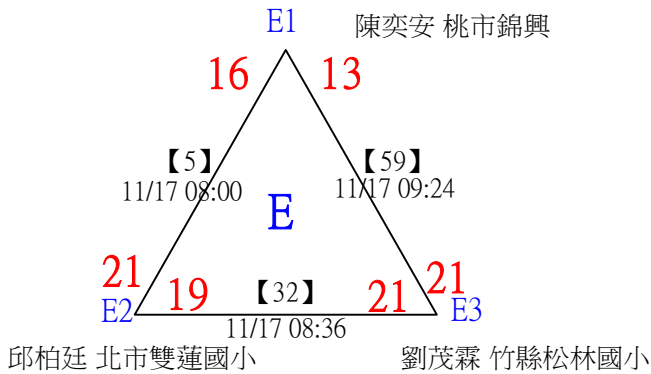 E1
陳奕安 桃市錦興
16 13
【5】 【59】
11/17 08:00 11/17 09:24
E
21 19 【32】 21 21
E2 E3
11/17 08:36
邱柏廷 北市雙蓮國小 劉茂霖 竹縣松林國小